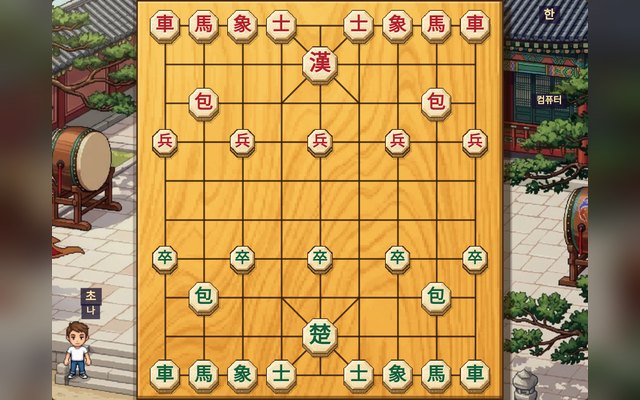 車 馬 象 士 士 象 馬 車
한
漢
包 包
컴퓨터
兵 兵 兵 兵 兵
卒 卒 卒 卒 卒
包 包
초
나
楚
車 馬 象 士 士 象 馬 車